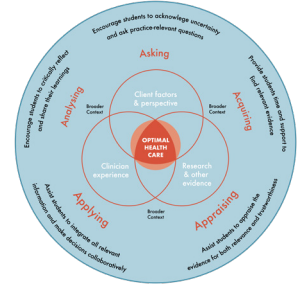 Encourage students to acknowledge uncertainty
and ask practice-relevant questions
Asking
Provide students time and support to
find relevant evidence
Acquiring
Assist students to appraise the
evidence for both relevance and trustworthiness
Appraising
Assist students to integrate all relevant
information and make decisions collaboratively
Applying
Encourage students to critically reflect
and share their learnings
Analysing
Broader
Context
Broader
Context
Broader
Context
Client factors
& perspective
OPTIMAL
HEALTH
CARE
Clinician
experience
Research
& other
evidence